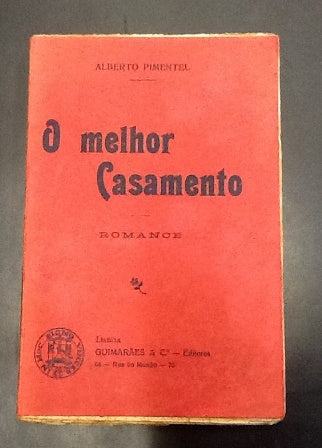 ALBERTO PIMENTEL
O melhor
Casamento
ROMANCE
Lisboa
GUIMARÃES & C.ª — Editores
68 — Rua do Mundo — 70